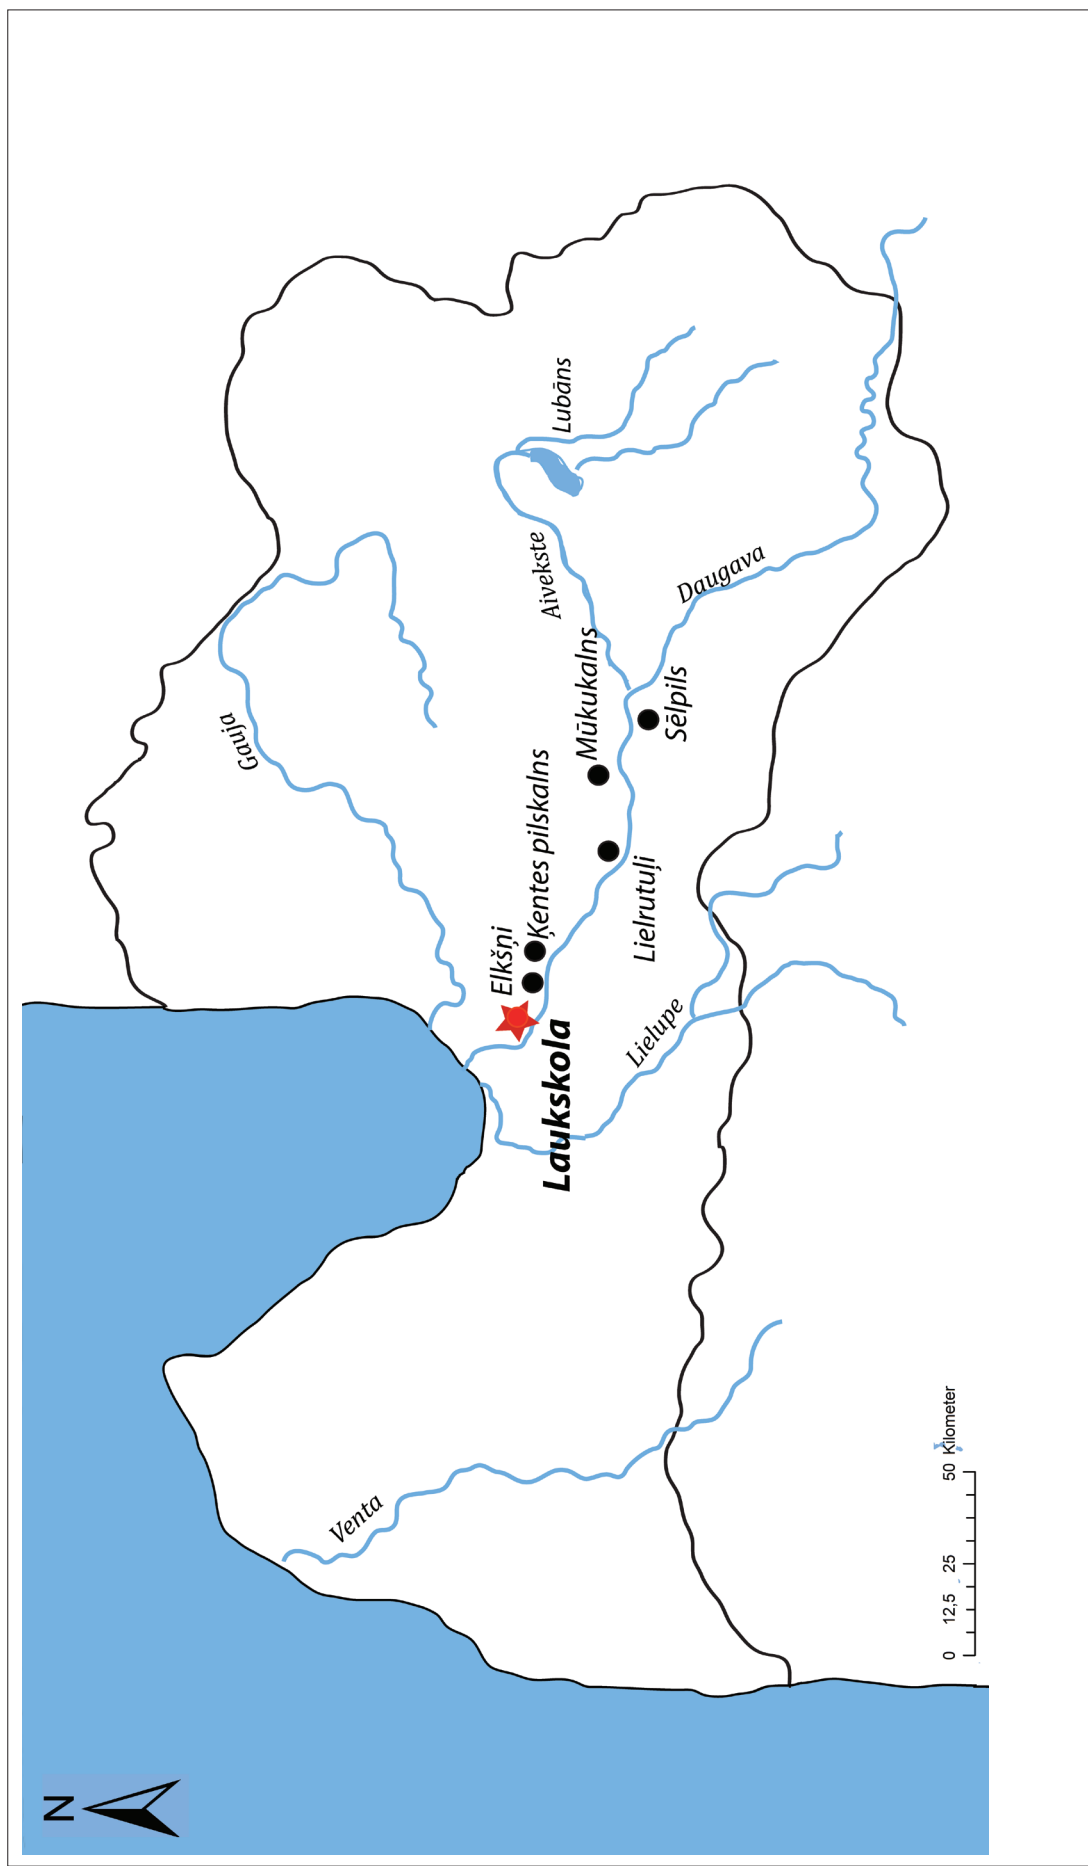 N
Gauja
Venta
Elkšņi
Ķentes pilskalns
Laukskola
Mūkukalns
Aivekste
Lubāns
Lielupe
Lielrutuļi
Sēlpils
Daugava
0 12,5 25 50 Kilometer